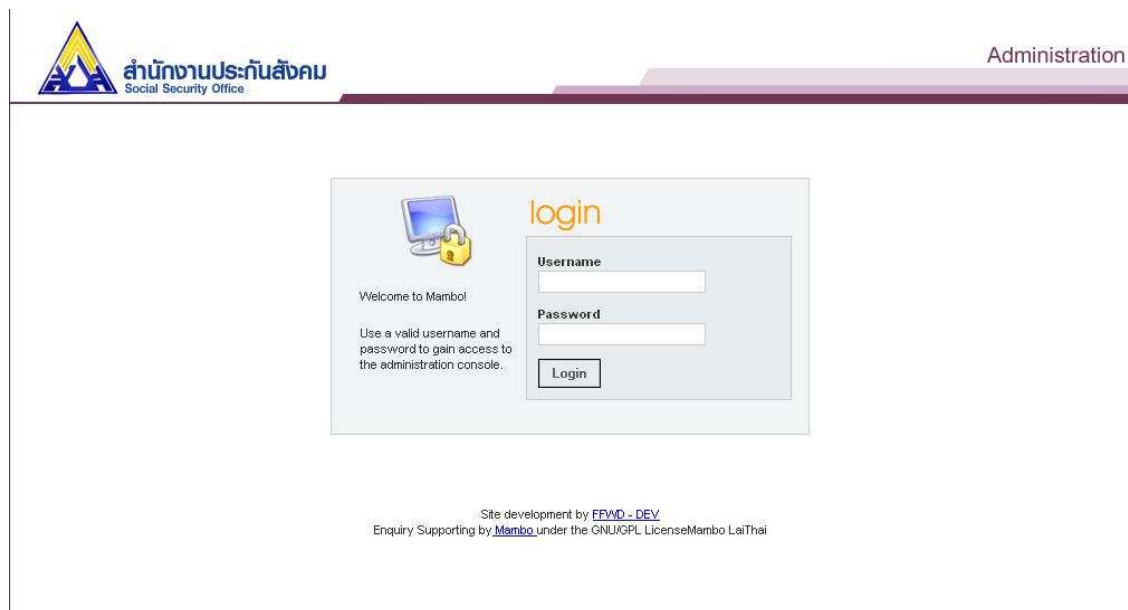 สำนักงานประกันสังคม
Social Security Office
Administration
login
Username
Welcome to Mambo!
Password
Use a valid username and
password to gain access to
the administration console.
Login
Site development by FFWD - DEV
Enquiry Supporting by Mambo under the GNU/GPL LicenseMambo LaiThai